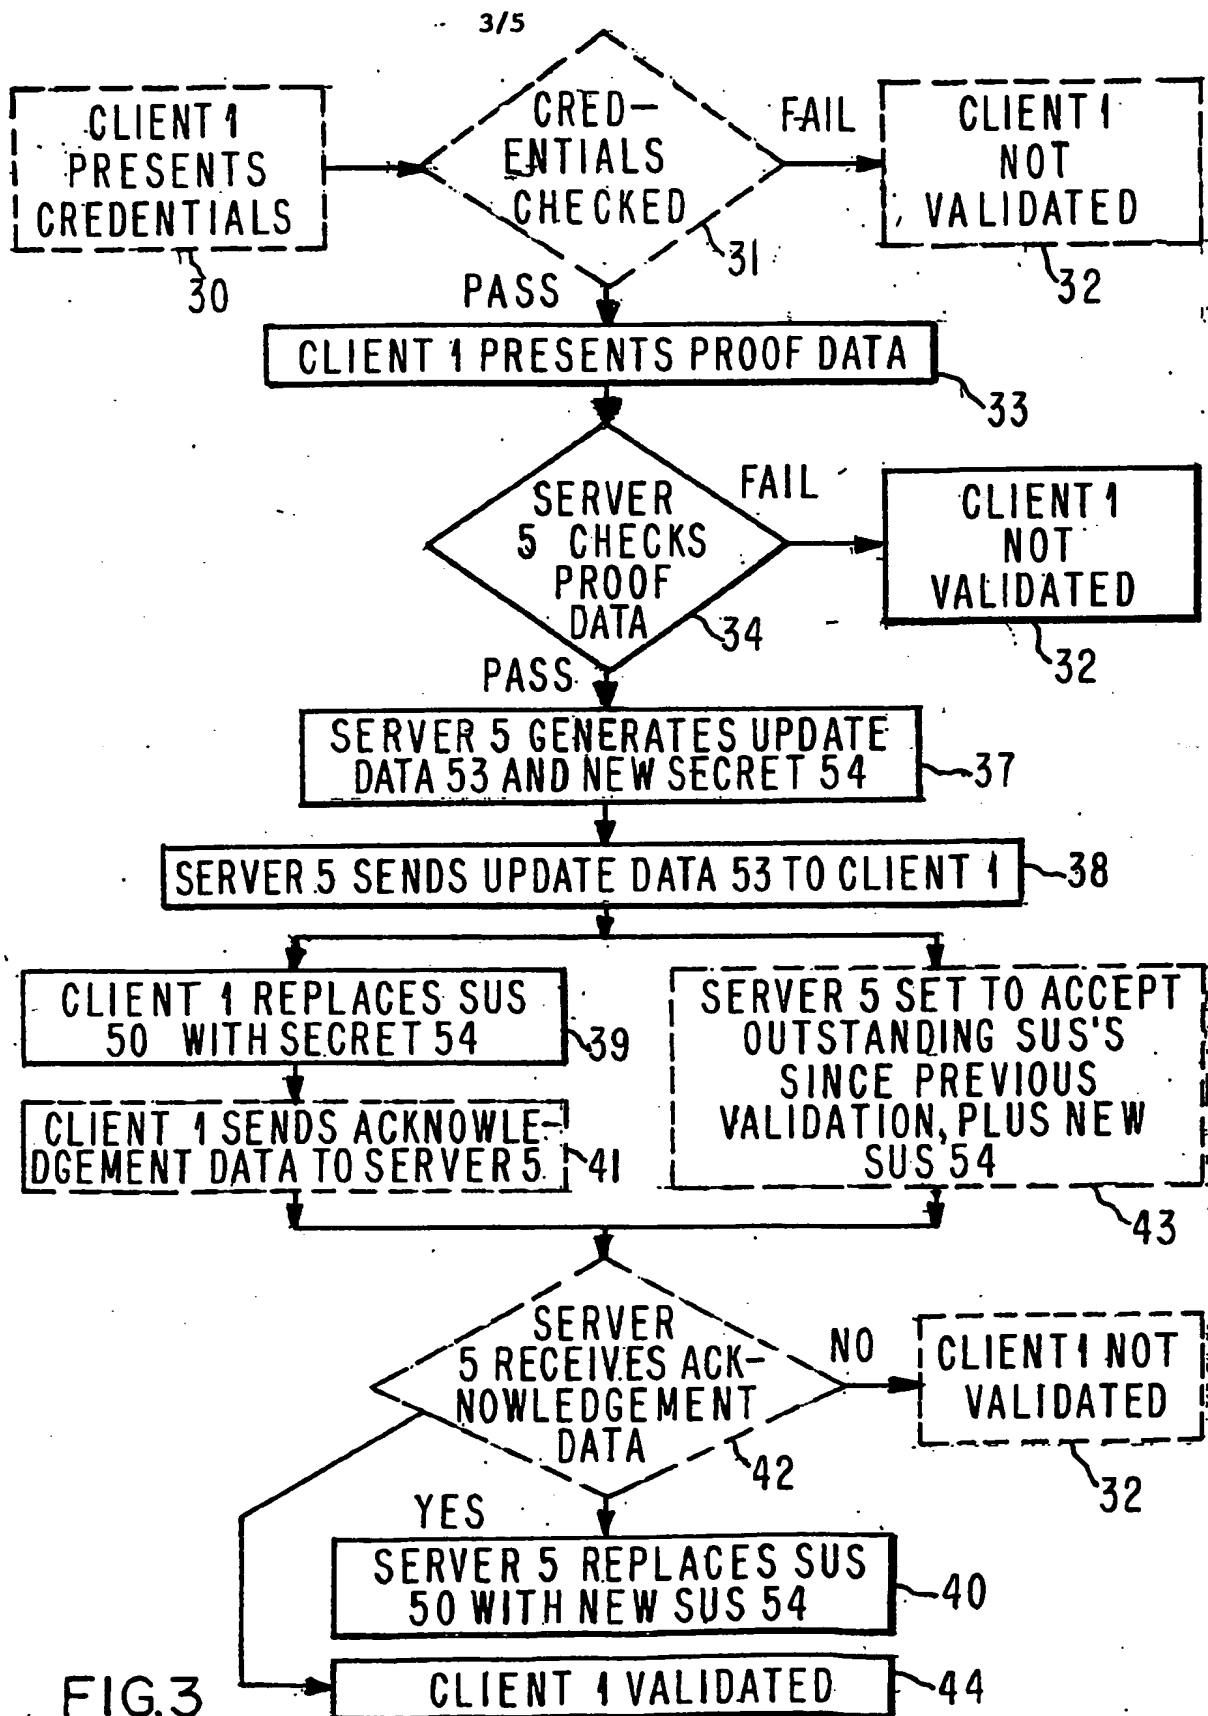 3/5
CLIENT 1
PRESENTS
CREDENTIALS
30
CRED-
ENTIALS
CHECKED
31
FAIL
CLIENT 1
NOT
VALIDATED
32
PASS
CLIENT 1 PRESENTS PROOF DATA
33
SERVER
5 CHECKS
PROOF
DATA
34
FAIL
CLIENT 1
NOT
VALIDATED
32
PASS
SERVER 5 GENERATES UPDATE
DATA 53 AND NEW SECRET 54
37
SERVER 5 SENDS UPDATE DATA 53 TO CLIENT 1
38
CLIENT 1 REPLACES SUS
50 WITH SECRET 54
39
CLIENT 1 SENDS ACKNOWLE-
DGEMENT DATA TO SERVER 5
41
SERVER 5 SET TO ACCEPT
OUTSTANDING SUS'S
SINCE PREVIOUS
VALIDATION, PLUS NEW
SUS 54
43
SERVER
5 RECEIVES ACK-
NOWLEDGEMENT
DATA
42
NO
CLIENT 1 NOT
VALIDATED
32
YES
SERVER 5 REPLACES SUS
50 WITH NEW SUS 54
40
CLIENT 1 VALIDATED
44
FIG.3